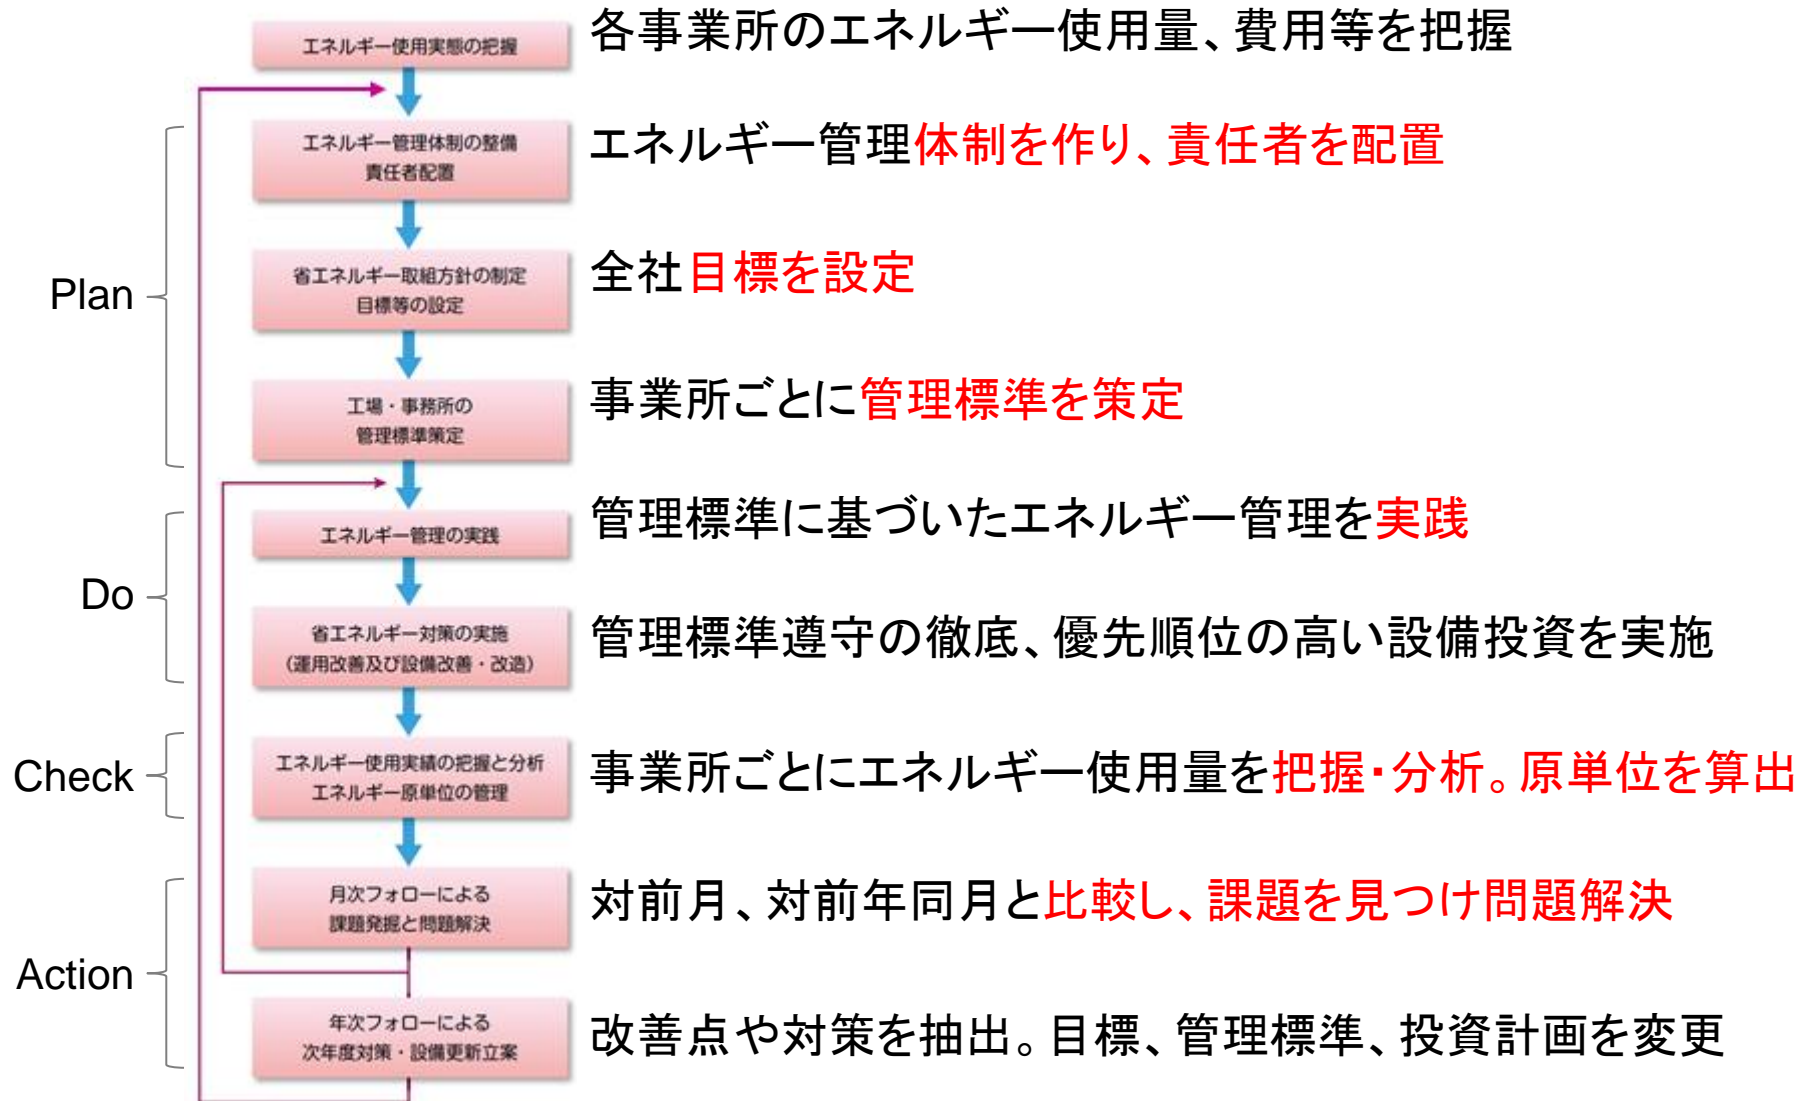 エネルギー使用実態の把握
各事業所のエネルギー使用量、費用等を把握
Plan
エネルギー管理体制の整備
責任者配置
エネルギー管理体制を作り、責任者を配置
省エネルギー取組方針の制定
目標等の設定
全社目標を設定
工場・事務所の
管理標準策定
事業所ごとに管理標準を策定
Do
エネルギー管理の実践
管理標準に基づいたエネルギー管理を実践
省エネルギー対策の実施
（運用改善及び設備改善・改造）
管理標準遵守の徹底、優先順位の高い設備投資を実施
Check
エネルギー使用実績の把握と分析
エネルギー原単位の管理
事業所ごとにエネルギー使用量を把握・分析。原単位を算出
Action
月次フォローによる
課題発掘と問題解決
対前月、対前年同月と比較し、課題を見つけ問題解決
年次フォローによる
次年度対策・設備更新立案
改善点や対策を抽出。目標、管理標準、投資計画を変更